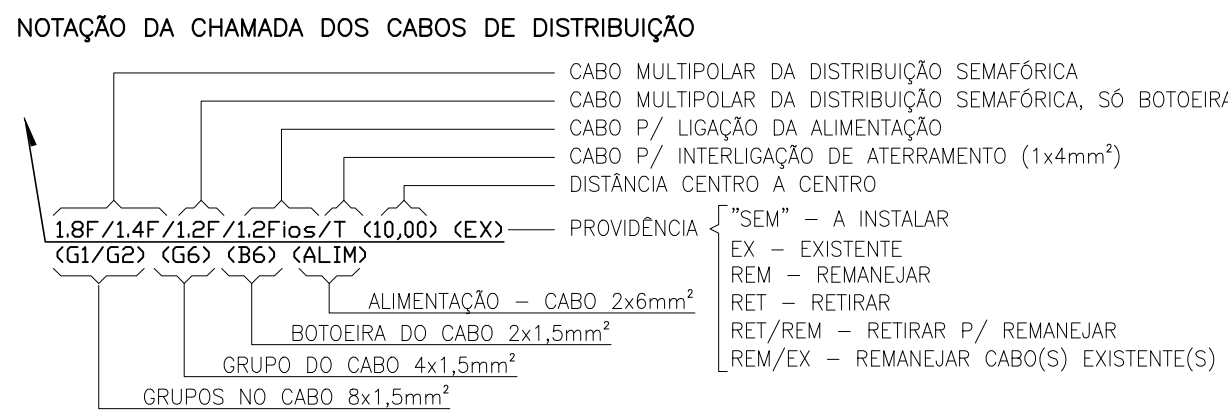 NOTAÇÃO DA CHAMADA DOS CABOS DE DISTRIBUIÇÃO
CABO MULTIPOLAR DA DISTRIBUIÇÃO SEMAFÓRICA
CABO MULTIPOLAR DA DISTRIBUIÇÃO SEMAFÓRICA, SÓ BOTOEIRA
CABO P/ LIGAÇÃO DA ALIMENTAÇÃO
CABO P/ INTERLIGAÇÃO DE ATERRAMENTO (1x4mm²)
DISTÂNCIA CENTRO A CENTRO
1.8F/1.4F/1.2F/1.2Fios/T (10,00) (EX)
(G1/G2) (G6) (B6) (ALIM)
PROVIDÊNCIA
"SEM" – A INSTALAR
EX – EXISTENTE
REM – REMANEJAR
RET – RETIRAR
RET/REM – RETIRAR P/ REMANEJAR
REM/EX – REMANEJAR CABO(S) EXISTENTE(S)
ALIMENTAÇÃO – CABO 2x6mm²
BOTOEIRA DO CABO 2x1,5mm²
GRUPO DO CABO 4x1,5mm²
GRUPOS NO CABO 8x1,5mm²